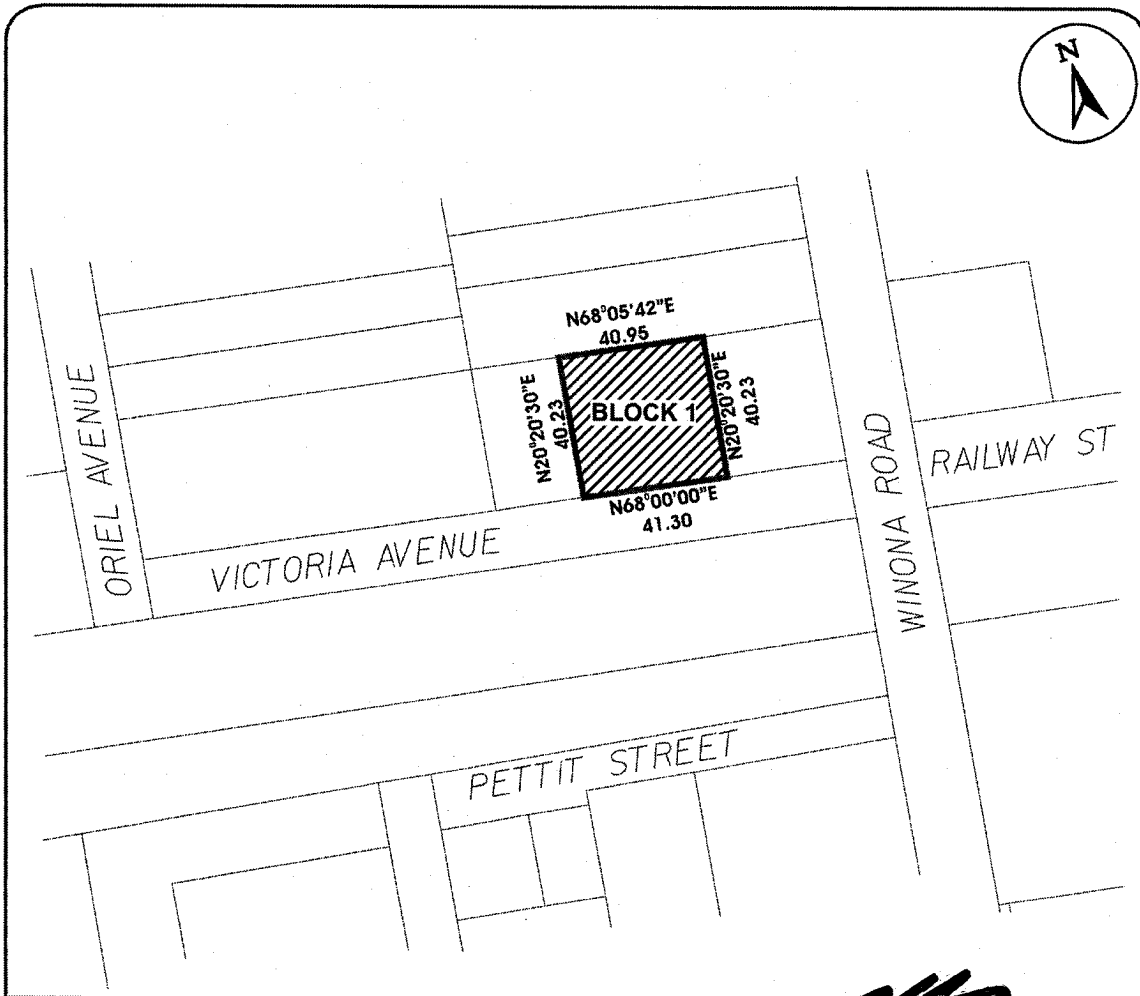 N
N68°05'42"E
40.95
N20°20'30"E
40.23
BLOCK 1
N20°20'30"E
40.23
N68°00'00"E
41.30
ORIEL AVENUE
VICTORIA AVENUE
WINONA ROAD
RAILWAY ST
PETTIT STREET